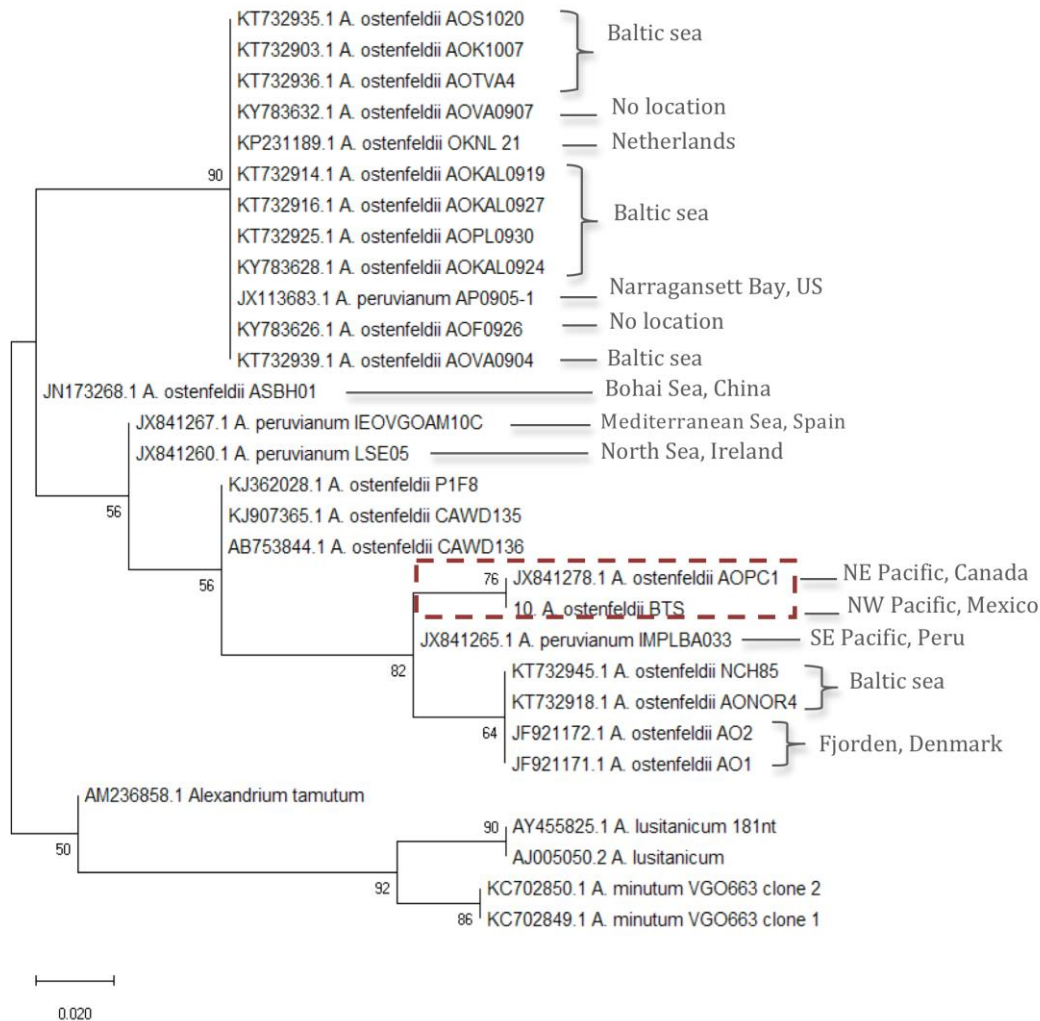 KT732935.1 A. ostenfeldii AOS1020
KT732903.1 A. ostenfeldii AOK1007
Baltic sea
KT732936.1 A. ostenfeldii AOTVA4
KY783632.1 A. ostenfeldii AOVA0907 No location
KP231189.1 A. ostenfeldii OKNL 21 Netherlands
90
KT732914.1 A. ostenfeldii AOKAL0919
KT732916.1 A. ostenfeldii AOKAL0927
Baltic sea
KT732925.1 A. ostenfeldii AOPL0930
KY783628.1 A. ostenfeldii AOKAL0924
JX113683.1 A. peruvianum AP0905-1 Narragansett Bay, US
KY783626.1 A. ostenfeldii AOF0926 No location
KT732939.1 A. ostenfeldii AOVA0904 Baltic sea
JN173268.1 A. ostenfeldii ASBH01 Bohai Sea, China
JX841267.1 A. peruvianum IEOVGOAM10C Mediterranean Sea, Spain
JX841260.1 A. peruvianum LSE05 North Sea, Ireland
56
KJ362028.1 A. ostenfeldii P1F8
KJ907365.1 A. ostenfeldii CAWD135
AB753844.1 A. ostenfeldii CAWD136
56
76 JX841278.1 A. ostenfeldii AOPC1 NE Pacific, Canada
10. A. ostenfeldii BTS NW Pacific, Mexico
JX841265.1 A. peruvianum IMPLBA033 SE Pacific, Peru
82
KT732945.1 A. ostenfeldii NCH85
Baltic sea
KT732918.1 A. ostenfeldii AONOR4
64 JF921172.1 A. ostenfeldii AO2
Fjorden, Denmark
JF921171.1 A. ostenfeldii AO1
AM236858.1 Alexandrium tamutum
50
90 AY455825.1 A. lusitanicum 181nt
AJ005050.2 A. lusitanicum
92
KC702850.1 A. minutum VGO663 clone 2
86 KC702849.1 A. minutum VGO663 clone 1
0.020